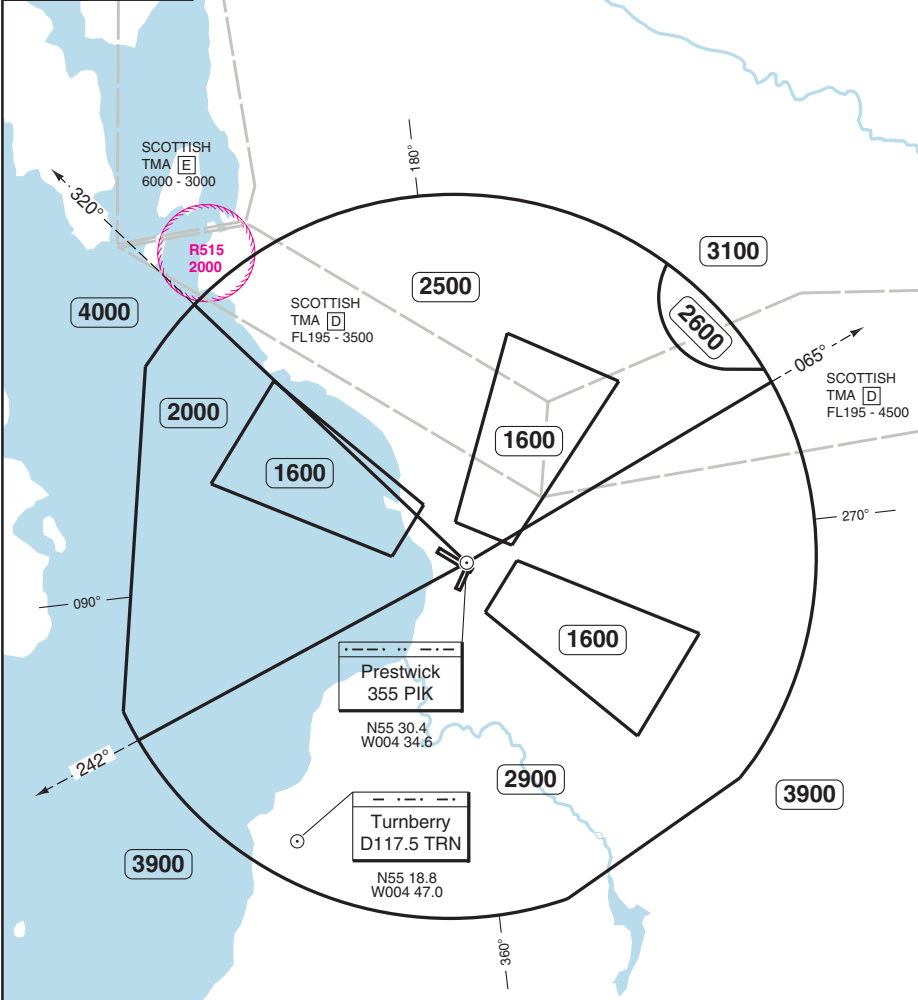 SCOTTISH
TMA E
6000 - 3000
180°
320°
R515
2000
3100
2500
4000
SCOTTISH
TMA D
FL195 - 3500
2600
065°
SCOTTISH
TMA D
FL195 - 4500
2000
1600
1600
270°
090°
1600
Prestwick
355 PIK
N55 30.4
W004 34.6
242°
2900
3900
Turnberry
D117.5 TRN
3900
N55 18.8
W004 47.0
360°